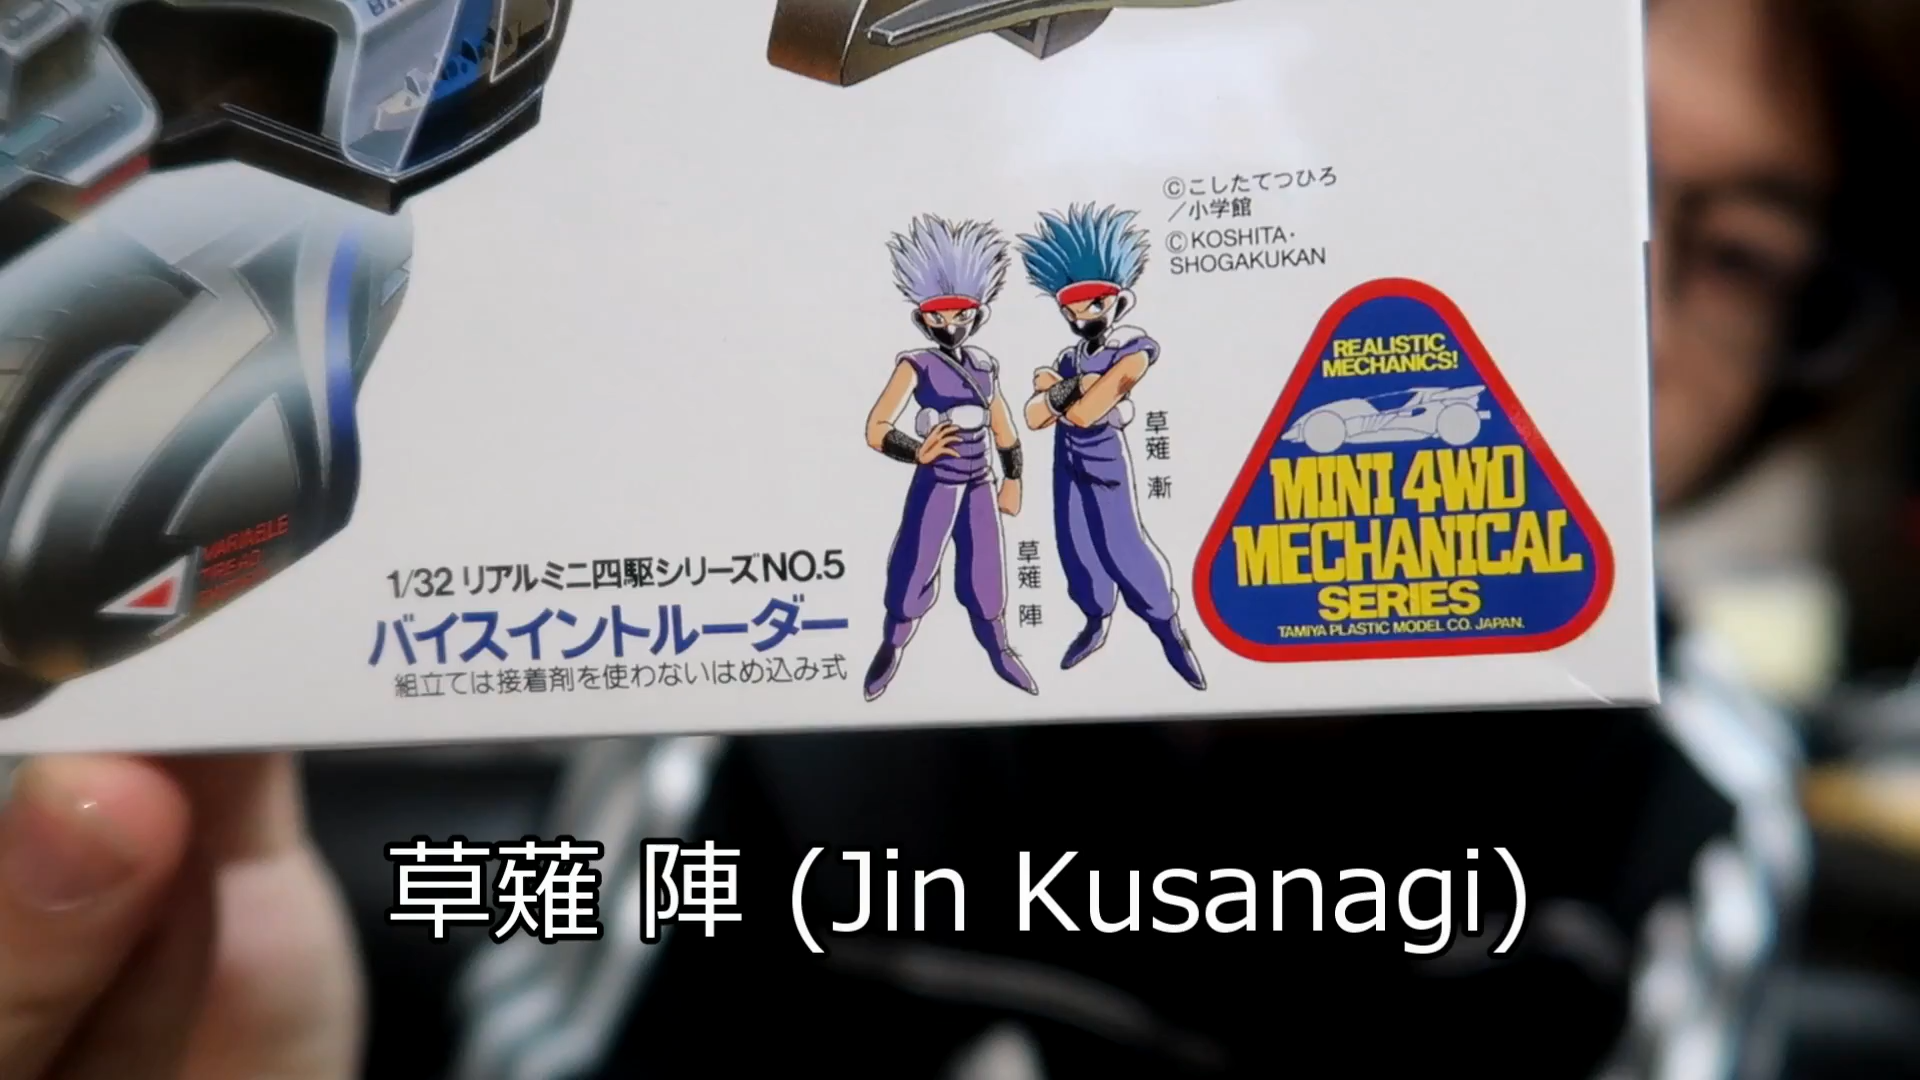 ©こしたてつひろ
／小学館
©KOSHITA・
SHOGAKUKAN
REALISTIC
MECHANICS!
MINI 4WD
MECHANICAL
SERIES
TAMIYA PLASTIC MODEL CO. JAPAN.
草薙 漸
草薙 陣
1/32 リアルミニ四駆シリーズNO.5
バイスイントルーダー
組立ては接着剤を使わないはめ込み式
VARIABLE
TREAD
草薙 陣 (Jin Kusanagi)